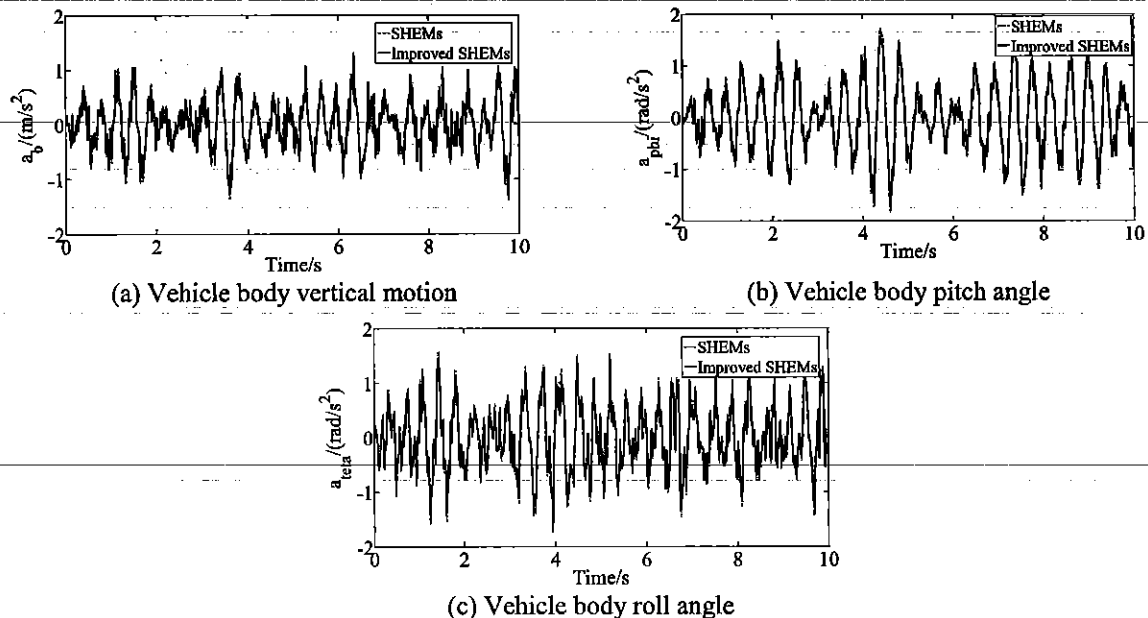 2
1
0
-1
-2
a_b/(m/s²)
SHEMs
Improved SHEMs
0 2 4 6 8 10
Time/s
(a) Vehicle body vertical motion
2
1
0
-1
-2
a_phi/(rad/s²)
SHEMs
Improved SHEMs
0 2 4 6 8 10
Time/s
(b) Vehicle body pitch angle
2
1
0
-1
-2
a_teta/(rad/s²)
SHEMs
Improved SHEMs
0 2 4 6 8 10
Time/s
(c) Vehicle body roll angle